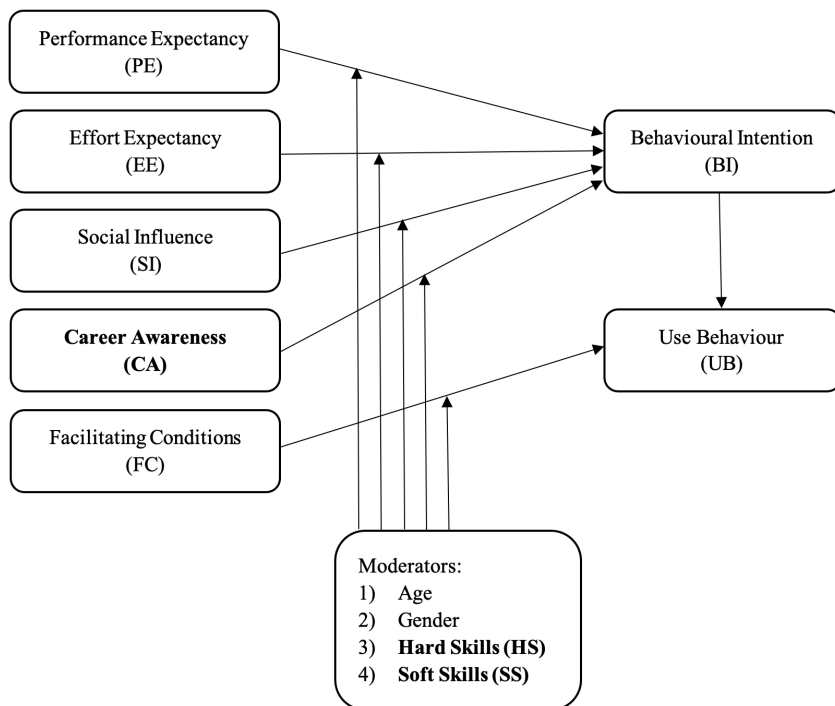 Performance Expectancy
(PE)
Effort Expectancy
(EE)
Social Influence
(SI)
Career Awareness
(CA)
Facilitating Conditions
(FC)
Behavioural Intention
(BI)
Use Behaviour
(UB)
Moderators:
1) Age
2) Gender
3) Hard Skills (HS)
4) Soft Skills (SS)